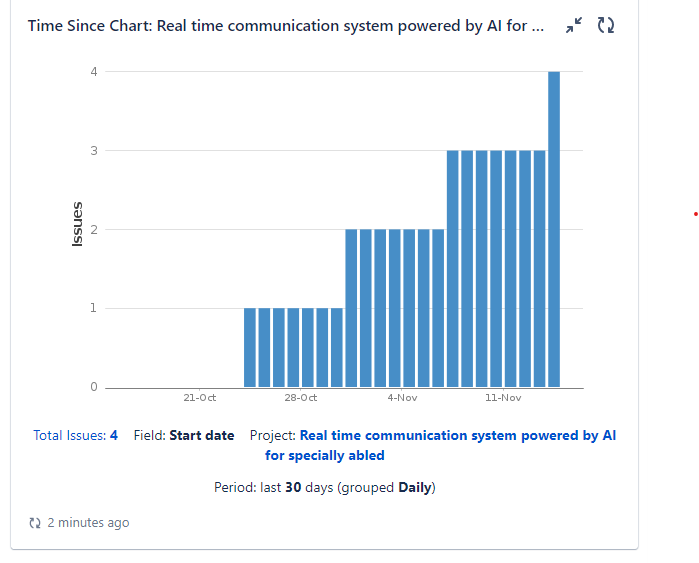 Time Since Chart: Real time communication system powered by AI for ...
4
3
2
1
0
Issues
21-Oct 28-Oct 4-Nov 11-Nov
Total Issues: 4 Field: Start date Project: Real time communication system powered by AI
for specially abled
Period: last 30 days (grouped Daily)
2 minutes ago